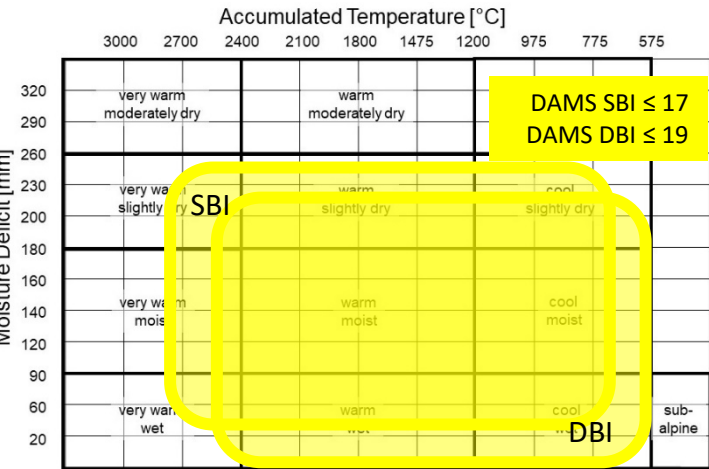 Accumulated Temperature [°C]
3000 2700 2400 2100 1800 1475 1200 975 775 575
Moisture Deficit [mm]
320
290
260
230
200
180
160
140
120
90
60
20
very warm
moderately dry
warm
moderately dry
DAMS SBI ≤ 17
DAMS DBI ≤ 19
very warm
slightly dry
SBI
warm
slightly dry
cool
slightly dry
very warm
moist
warm
moist
cool
moist
very warm
wet
warm
wet
cool
wet
DBI
sub-
alpine